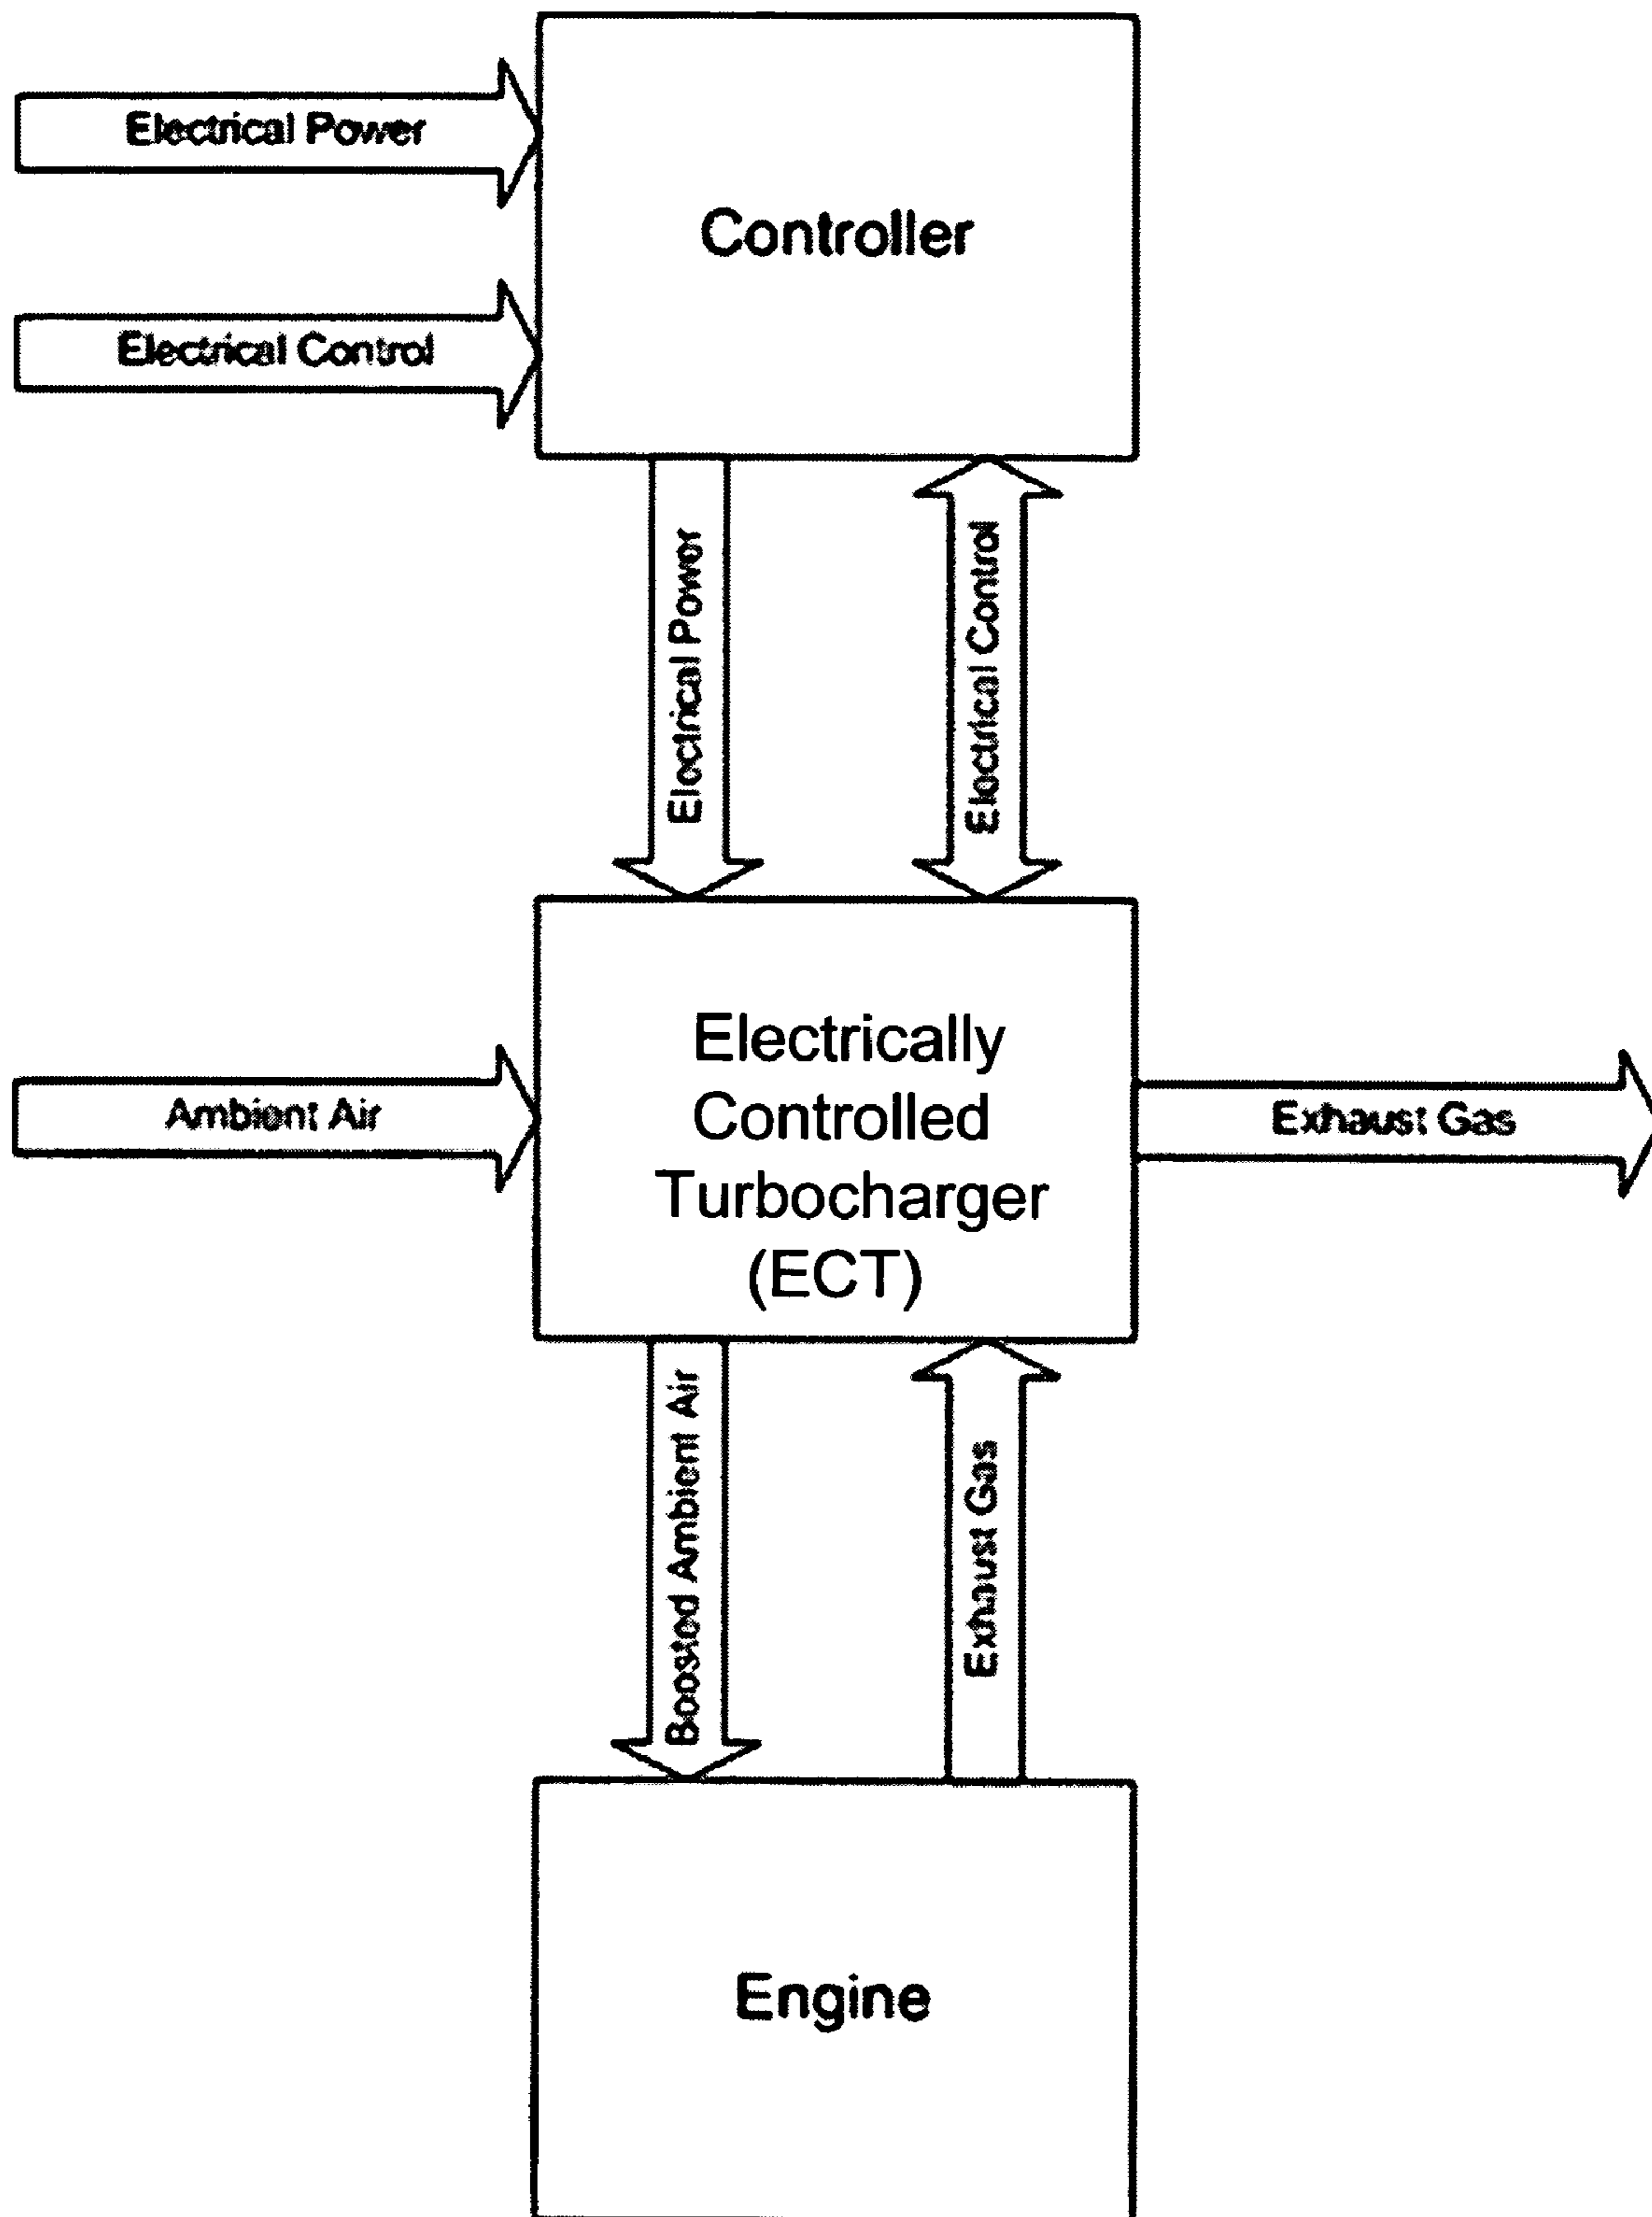 Electrical Power
Controller
Electrical Control
Electrical Power
Electrical Control
Electrically
Controlled
Turbocharger
(ECT)
Ambient Air
Exhaust Gas
Boosted Ambient Air
Exhaust Gas
Engine